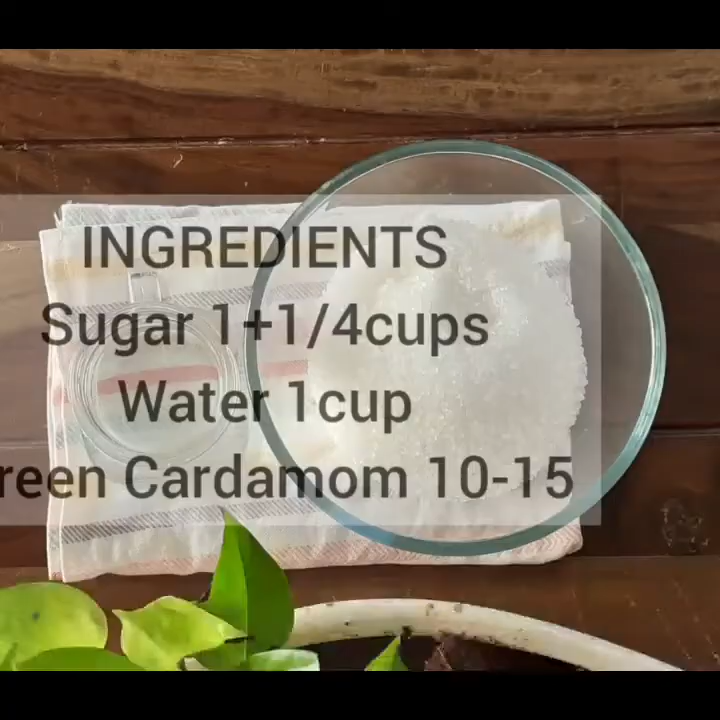 INGREDIENTS
Sugar 1+1/4cups
Water 1cup
reen Cardamom 10-15